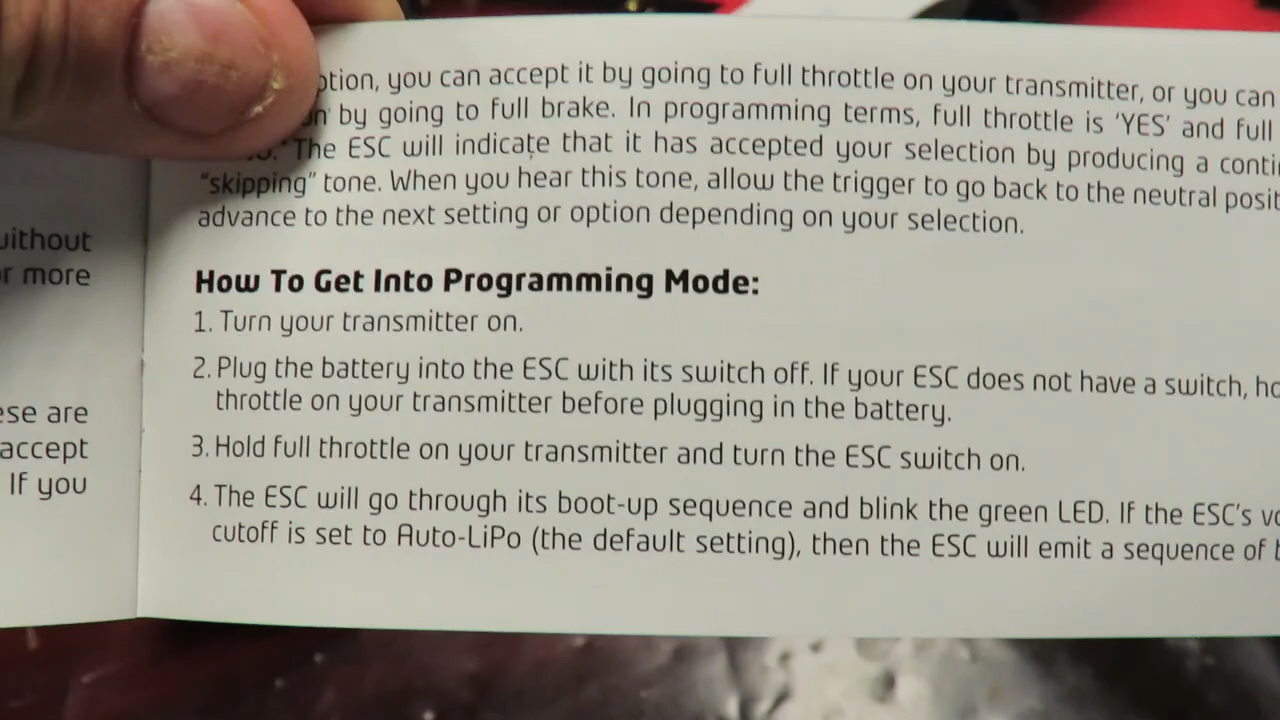 you can accept it by going to full throttle on your transmitter, or you can
by going to full brake. In programming terms, full throttle is 'YES' and full
The ESC will indicate that it has accepted your selection by producing a
"skipping" tone. When you hear this tone, allow the trigger to go back to the neutral
advance to the next setting or option depending on your selection.
How To Get Into Programming Mode:
1. Turn your transmitter on.
2. Plug the battery into the ESC with its switch off. If your ESC does not have a switch,
throttle on your transmitter before plugging in the battery.
3. Hold full throttle on your transmitter and turn the ESC switch on.
4. The ESC will go through its boot-up sequence and blink the green LED. If the ESC's
cutoff is set to Auto-LiPo (the default setting), then the ESC will emit a sequence of
more
are
accept
If you